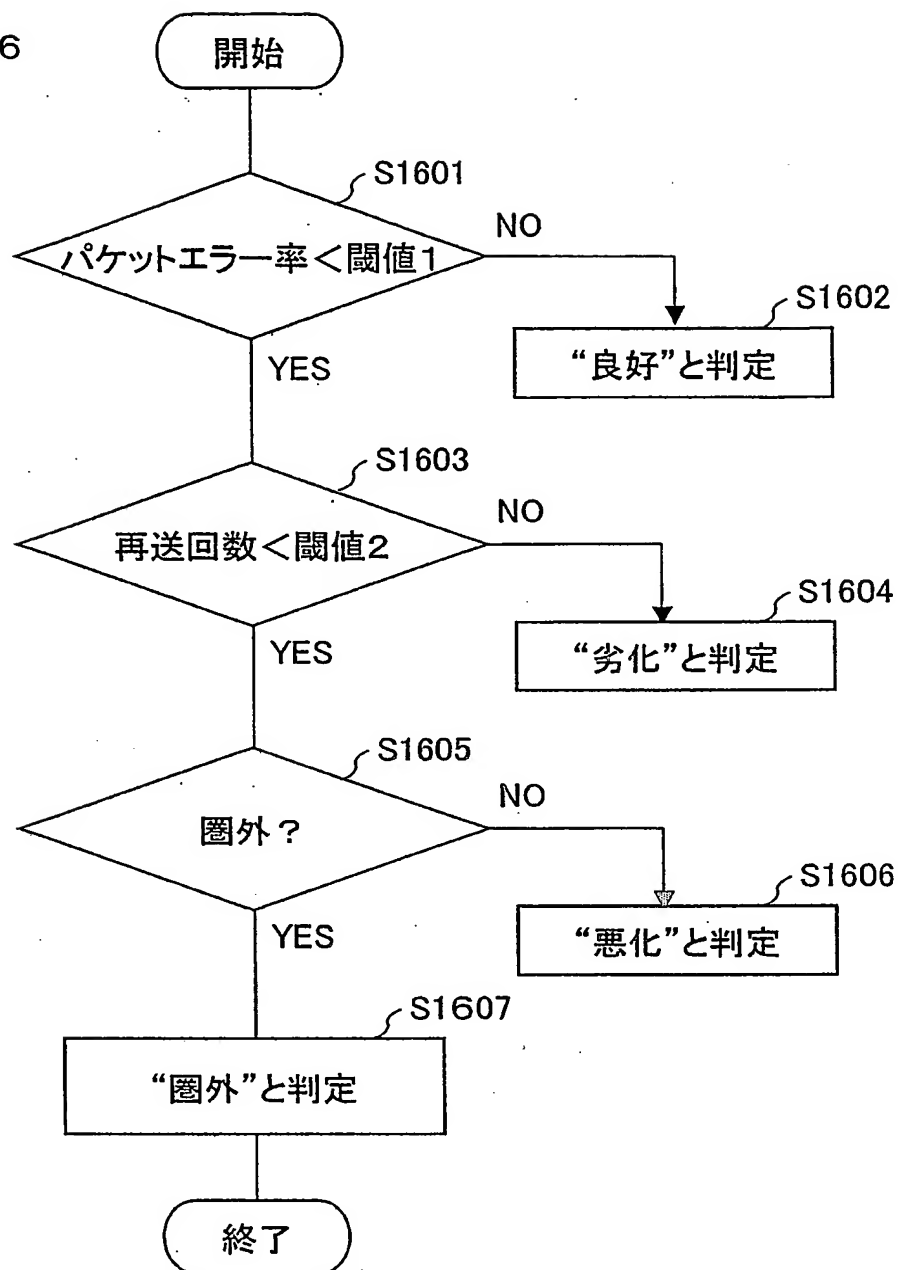 6
開始
S1601
パケットエラー率＜閾値1
NO
S1602
“良好”と判定
YES
S1603
再送回数＜閾値2
NO
S1604
“劣化”と判定
YES
S1605
圏外？
NO
S1606
“悪化”と判定
YES
S1607
“圏外”と判定
終了